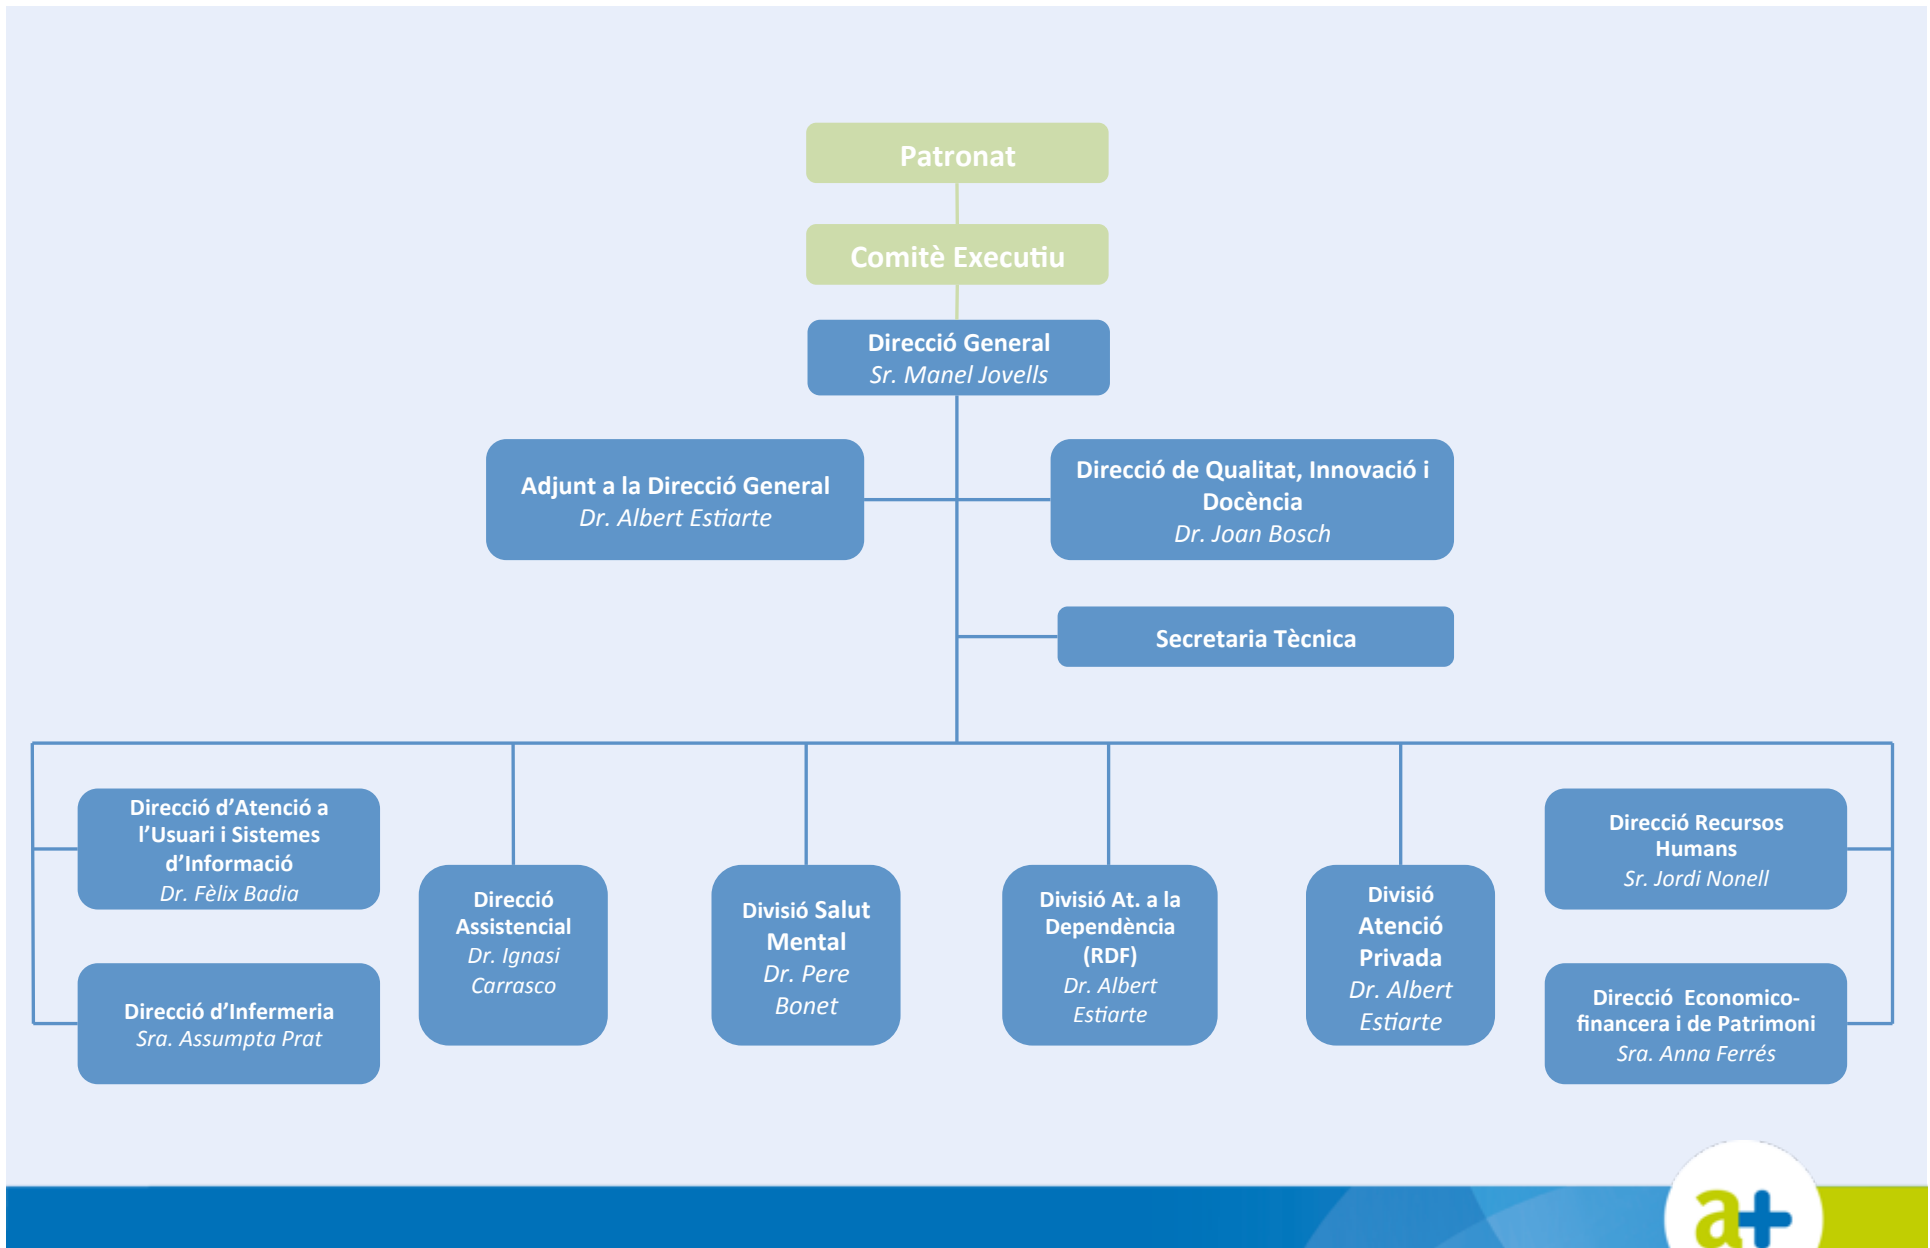 Patronat
Comitè Executiu
Direcció General
Sr. Manel Jovells
Adjunt a la Direcció General
Dr. Albert Estiarte
Direcció de Qualitat, Innovació i
Docència
Dr. Joan Bosch
Secretaria Tècnica
Direcció d’Atenció a
l’Usuari i Sistemes
d’Informació
Dr. Fèlix Badia
Direcció d’Infermeria
Sra. Assumpta Prat
Direcció
Assistencial
Dr. Ignasi
Carrasco
Divisió Salut
Mental
Dr. Pere
Bonet
Divisió At. a la
Dependència
(RDF)
Dr. Albert
Estiarte
Divisió
Atenció
Privada
Dr. Albert
Estiarte
Direcció Recursos
Humans
Sr. Jordi Nonell
Direcció  Economico-
financera i de Patrimoni
Sra. Anna Ferrés
a+